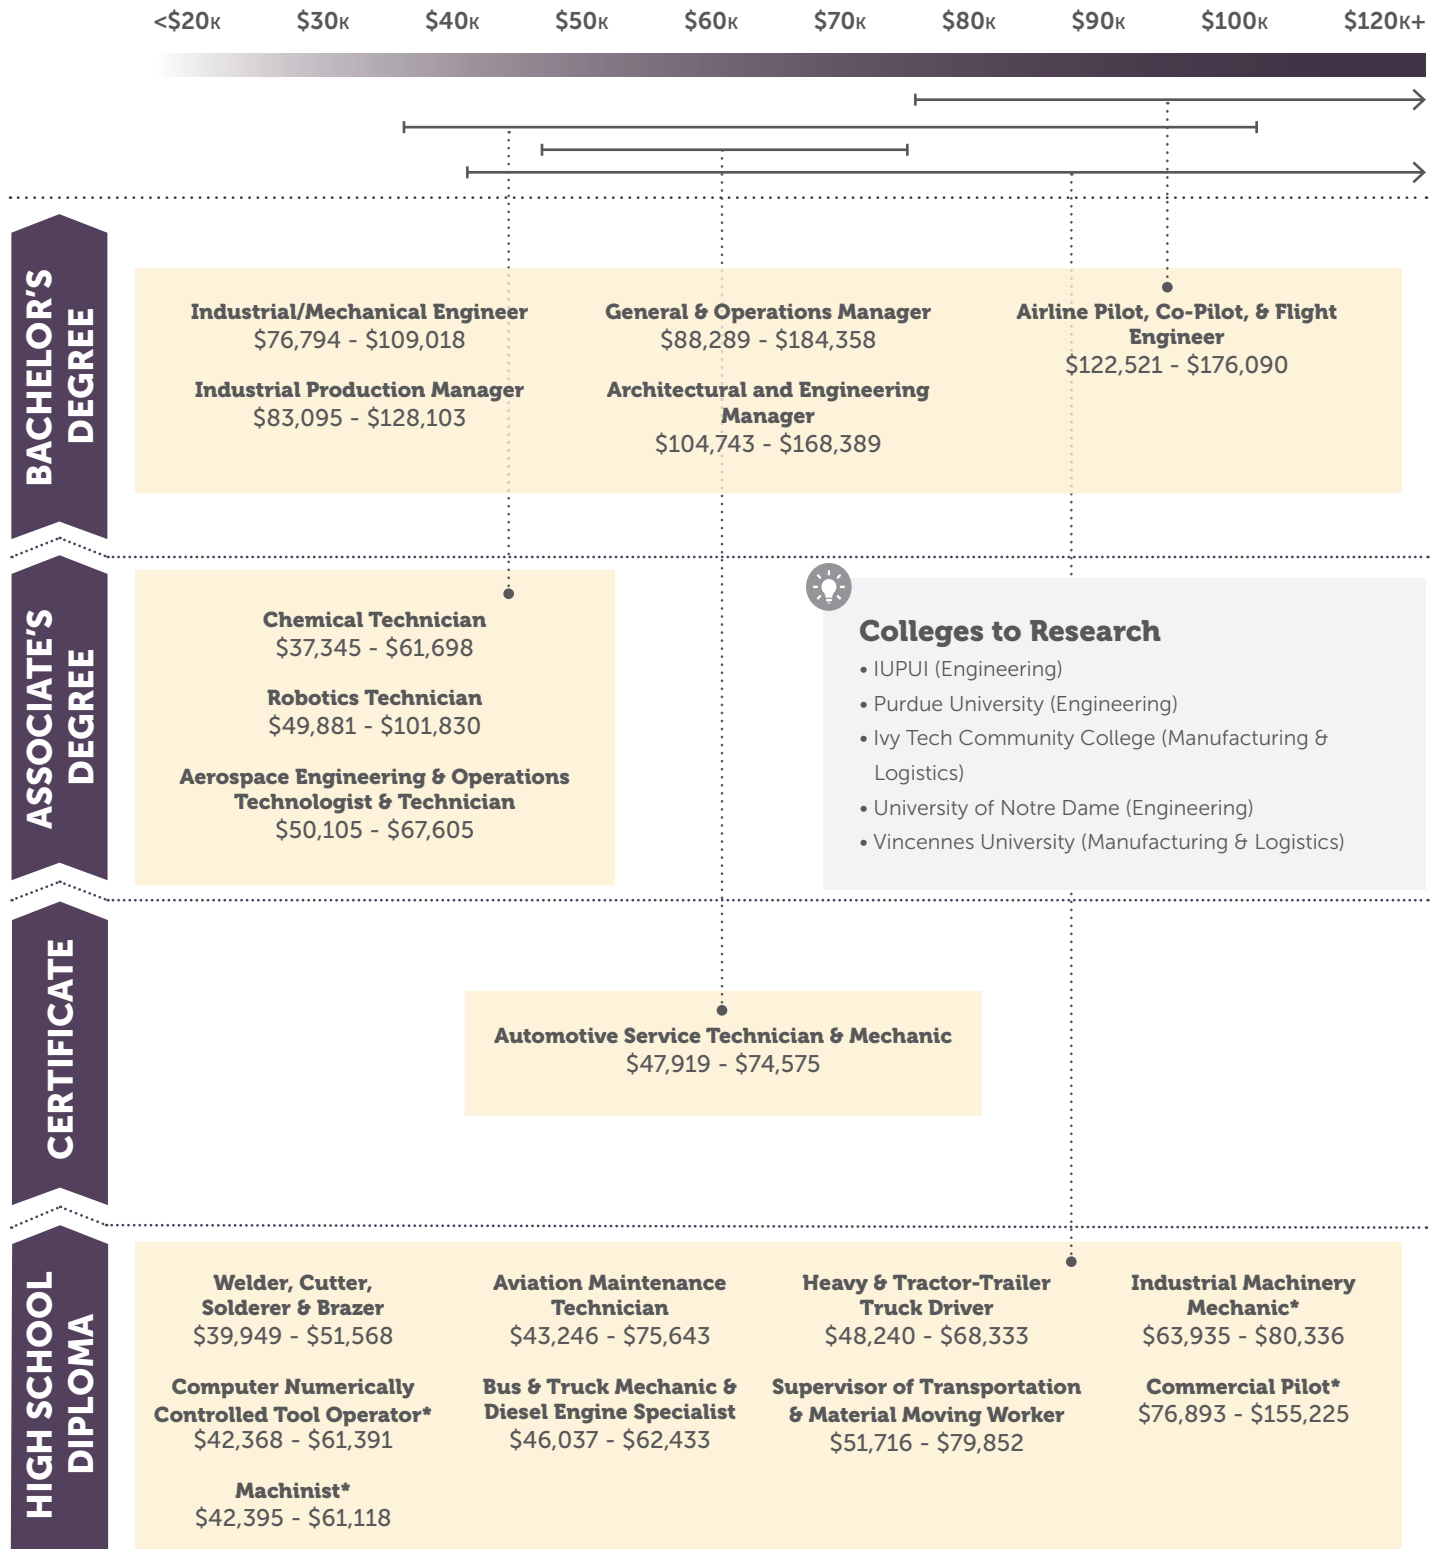 <$20K $30K $40K $50K $60K $70K $80K $90K $100K $120K+
BACHELOR'S
DEGREE
Industrial/Mechanical Engineer
$76,794 - $109,018
Industrial Production Manager
$83,095 - $128,103
General & Operations Manager
$88,289 - $184,358
Architectural and Engineering
Manager
$104,743 - $168,389
Airline Pilot, Co-Pilot, & Flight
Engineer
$122,521 - $176,090
ASSOCIATE'S
DEGREE
Chemical Technician
$37,345 - $61,698
Robotics Technician
$49,881 - $101,830
Aerospace Engineering & Operations
Technologist & Technician
$50,105 - $67,605
Colleges to Research
• IUPUI (Engineering)
• Purdue University (Engineering)
• Ivy Tech Community College (Manufacturing &
Logistics)
• University of Notre Dame (Engineering)
• Vincennes University (Manufacturing & Logistics)
CERTIFICATE
Automotive Service Technician & Mechanic
$47,919 - $74,575
HIGH SCHOOL
DIPLOMA
Welder, Cutter,
Solderer & Brazer
$39,949 - $51,568
Computer Numerically
Controlled Tool Operator*
$42,368 - $61,391
Machinist*
$42,395 - $61,118
Aviation Maintenance
Technician
$43,246 - $75,643
Bus & Truck Mechanic &
Diesel Engine Specialist
$46,037 - $62,433
Heavy & Tractor-Trailer
Truck Driver
$48,240 - $68,333
Supervisor of Transportation
& Material Moving Worker
$51,716 - $79,852
Industrial Machinery
Mechanic*
$63,935 - $80,336
Commercial Pilot*
$76,893 - $155,225